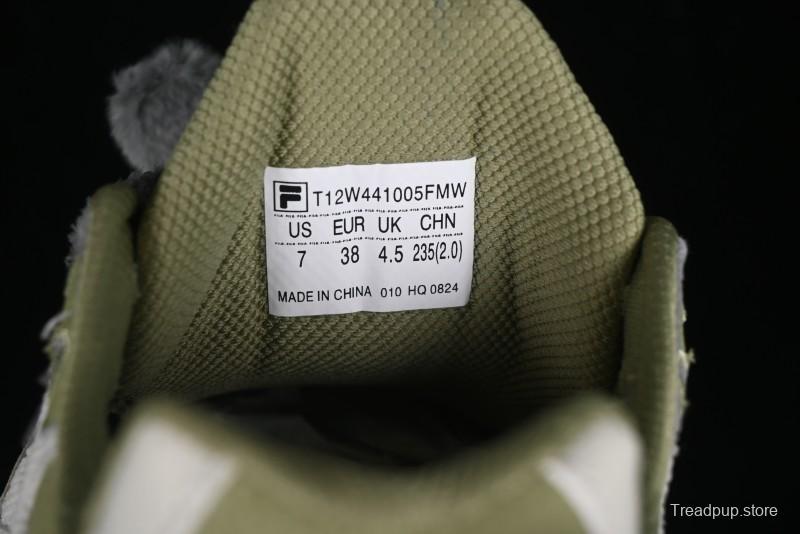 F T12W441005FMW
US EUR UK CHN
7 38 4.5 235(2.0)
MADE IN CHINA 010 HQ 0824
Treadpup.store